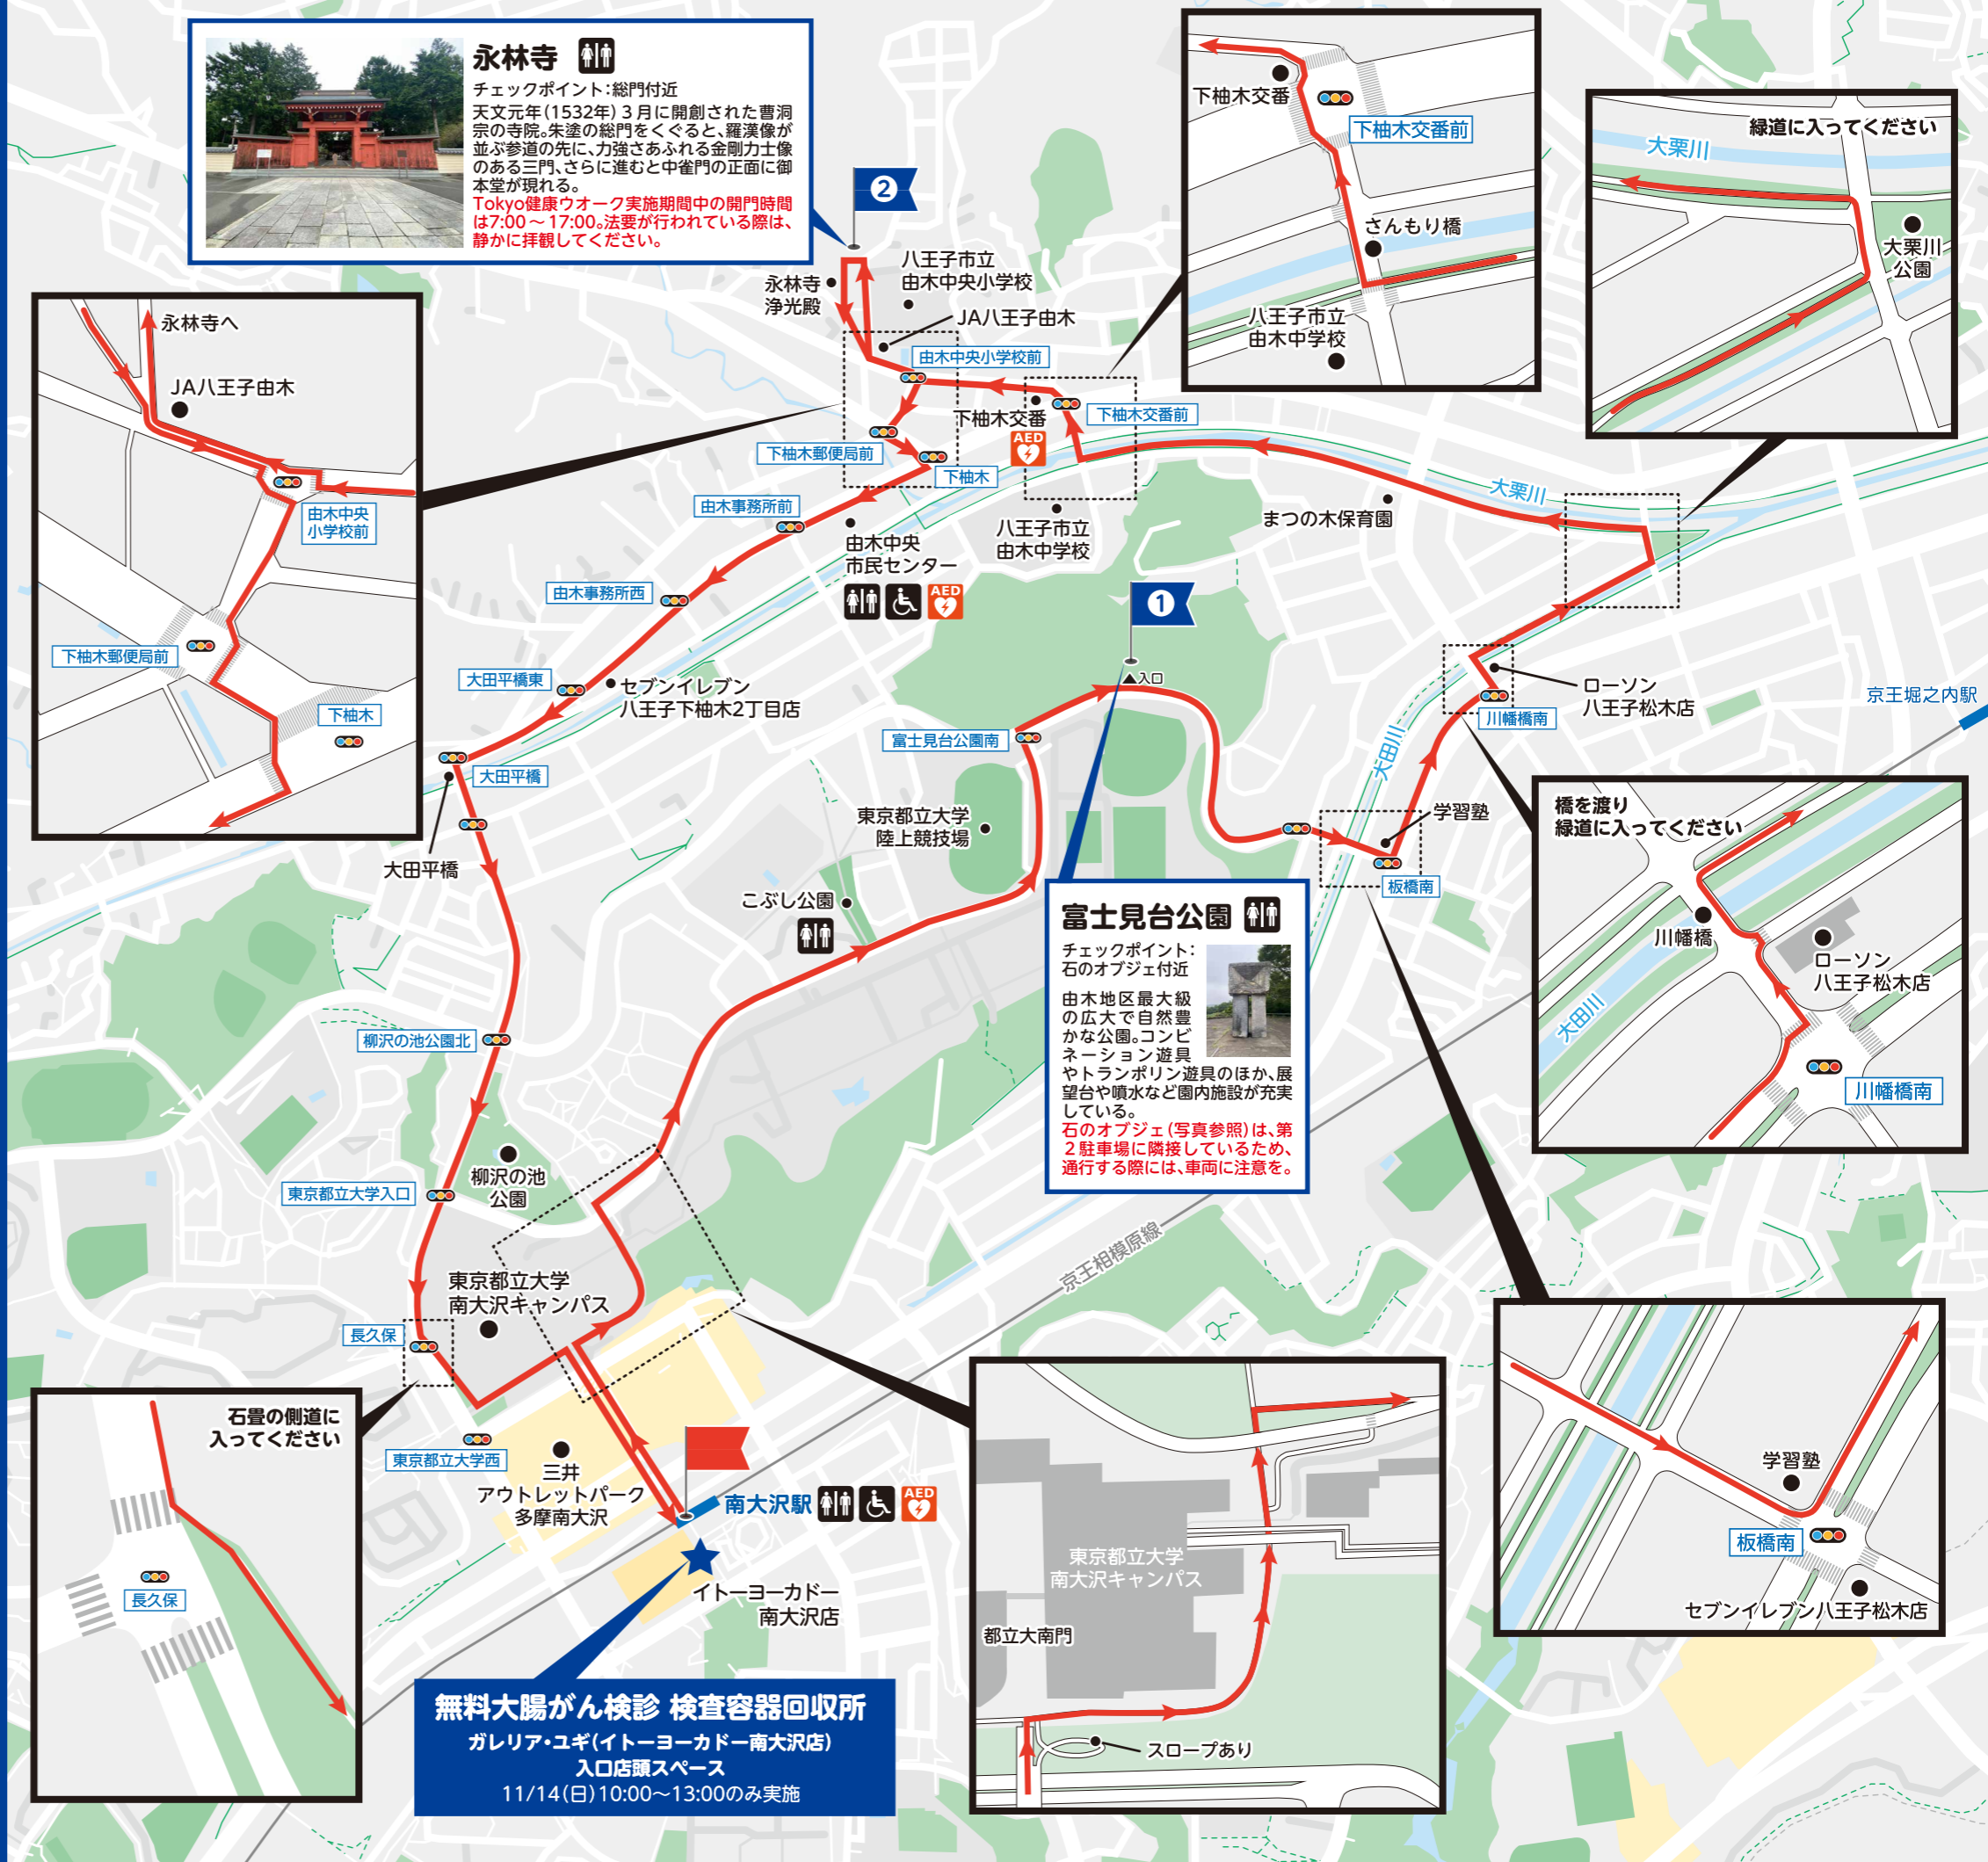 永林寺
チェックポイント：総門付近
天文元年(1532年)３月に開創された曹洞
宗の寺院。朱塗の総門をくぐると、羅漢像が
並ぶ参道の先に、力強さあふれる金剛力士像
のある三門、さらに進むと中雀門の正面に御
本堂が現れる。
Tokyo健康ウオーク実施期間中の開門時間
は7:00～17:00。法要が行われている際は、
静かに拝観してください。
2
永林寺
浄光殿
八王子市立
由木中央小学校
JA八王子由木
由木中央小学校前
下柚木交番
AED
下柚木交番前
下柚木郵便局前
下柚木
由木事務所前
由木中央
市民センター
AED
八王子市立
由木中学校
まつの木保育園
大栗川
由木事務所西
大田平橋東
セブンイレブン
八王子下柚木2丁目店
大田平橋
大田平橋
1
入口
富士見台公園南
東京都立大学
陸上競技場
こぶし公園
大田川
学習塾
板橋南
川幡橋南
ローソン
八王子松木店
京王堀之内駅
下柚木交番
下柚木交番前
さんもり橋
八王子市立
由木中学校
緑道に入ってください
大栗川
大栗川
公園
永林寺へ
JA八王子由木
由木中央
小学校前
下柚木郵便局前
下柚木
橋を渡り
緑道に入ってください
川幡橋
ローソン
八王子松木店
大田川
川幡橋南
富士見台公園
チェックポイント：
石のオブジェ付近
由木地区最大級
の広大で自然豊
かな公園。コンビ
ネーション遊具
やトランポリン遊具のほか、展
望台や噴水など園内施設が充実
している。
石のオブジェ(写真参照)は、第
２駐車場に隣接しているため、
通行する際には、車両に注意を。
柳沢の池公園北
柳沢の池
公園
東京都立大学入口
東京都立大学
南大沢キャンパス
長久保
京王相模原線
石畳の側道に
入ってください
長久保
東京都立大学西
三井
アウトレットパーク
多摩南大沢
南大沢駅
AED
イトーヨーカドー
南大沢店
無料大腸がん検診 検査容器回収所
ガレリア・ユギ(イトーヨーカドー南大沢店)
入口店頭スペース
11/14(日)10:00～13:00のみ実施
東京都立大学
南大沢キャンパス
都立大南門
スロープあり
学習塾
板橋南
セブンイレブン八王子松木店